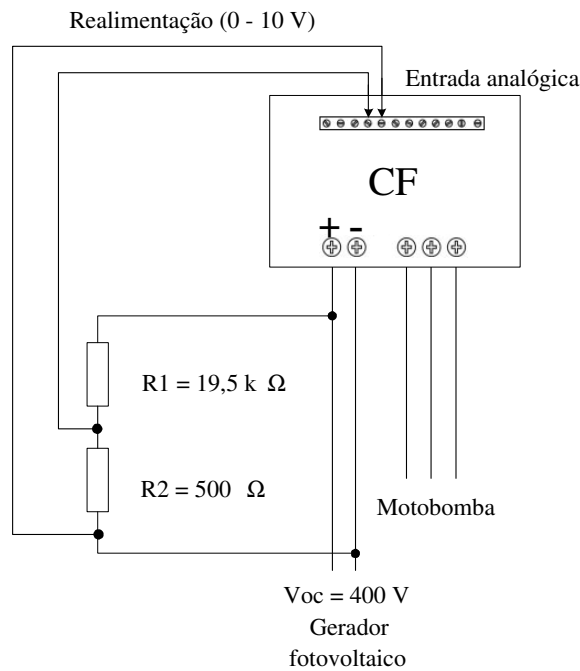 Realimentação (0 - 10 V)
Entrada analógica
CF
+ -
R1 = 19,5 k Ω
R2 = 500 Ω
Motobomba
Voc = 400 V
Gerador
fotovoltaico